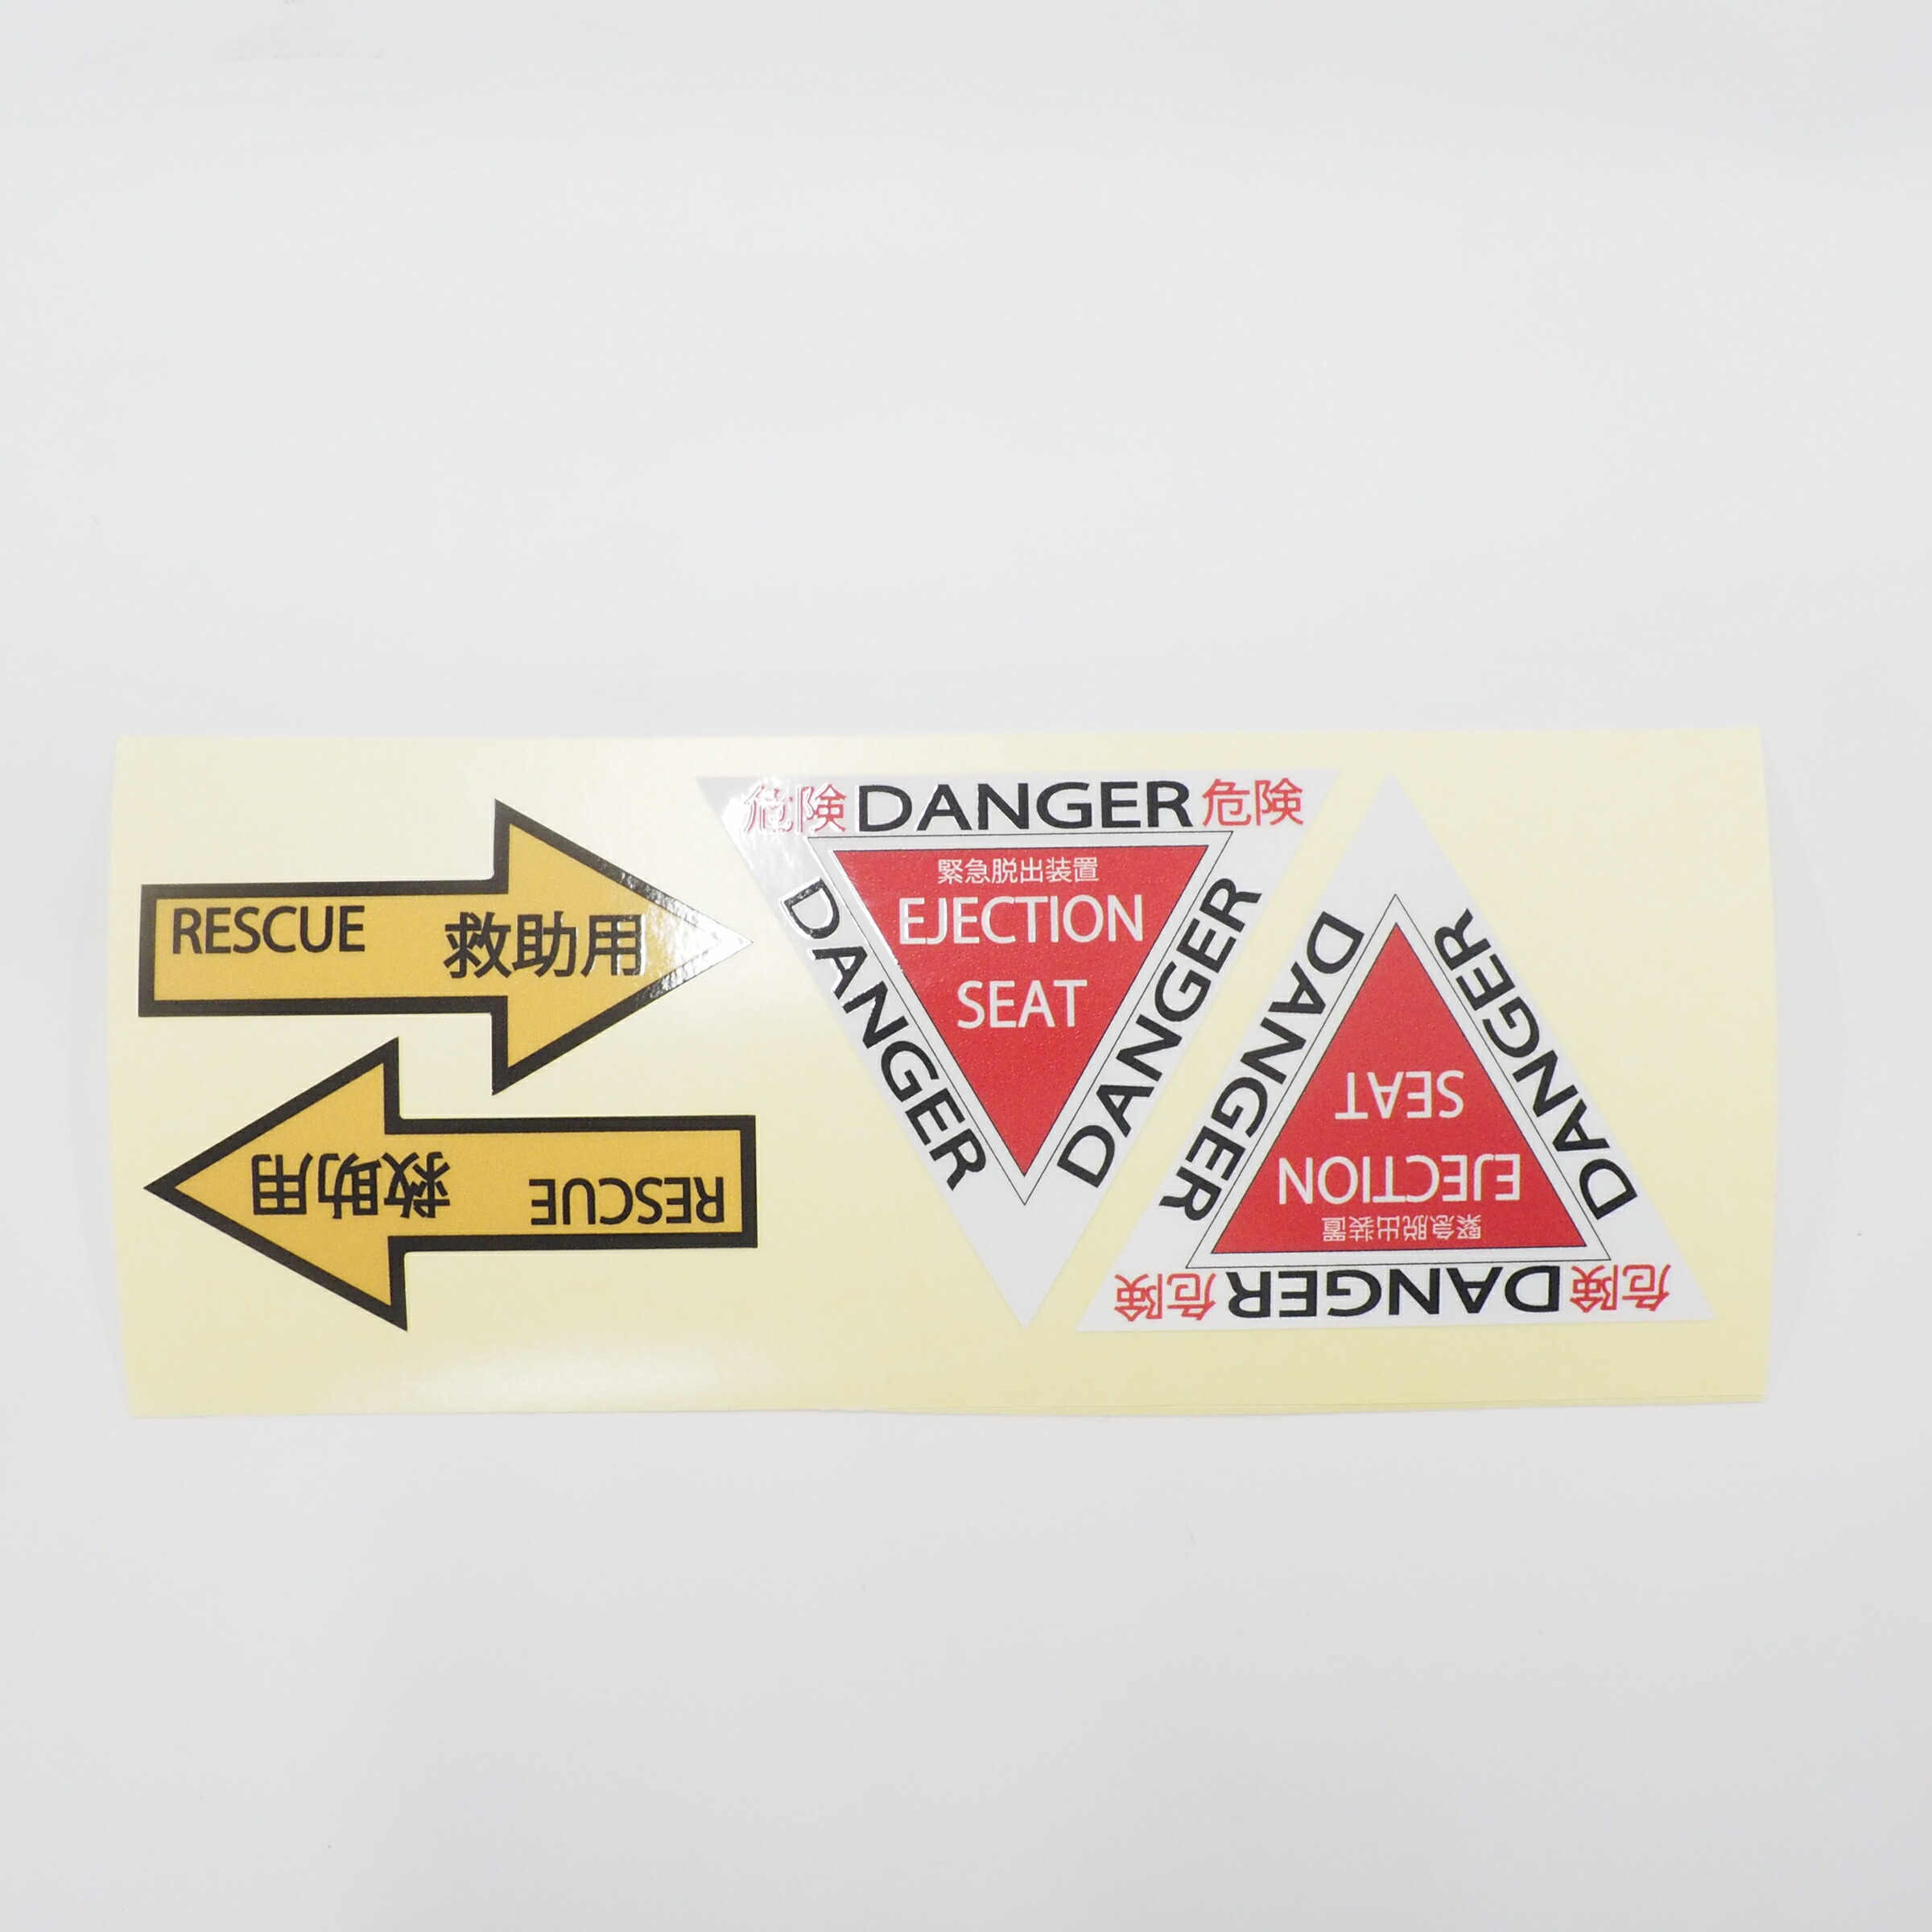 RESCUE 救助用
RESCUE 救助用
危険 DANGER 危険
緊急脱出装置
EJECTION
SEAT
DANGER
DANGER
危険 DANGER 危険
緊急脱出装置
EJECTION
SEAT
DANGER
DANGER